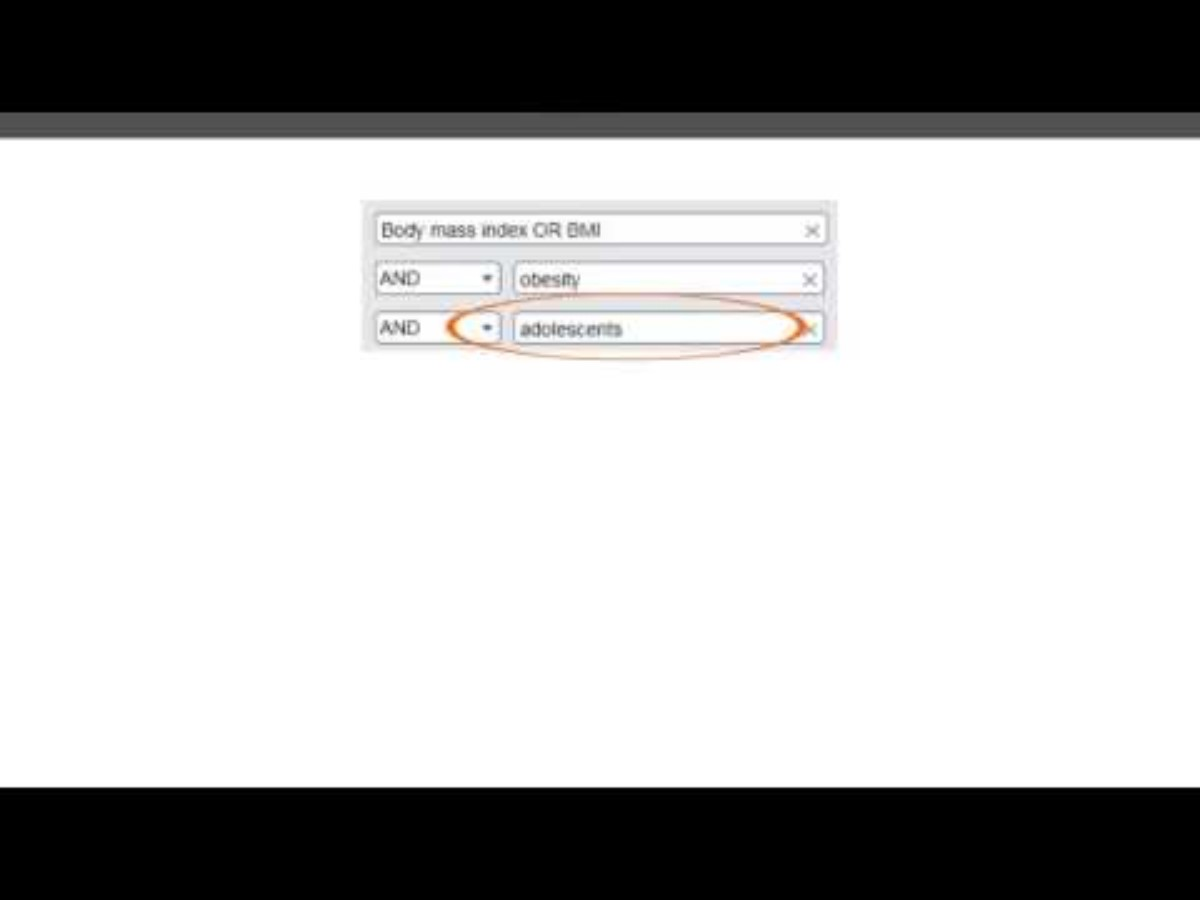 Body mass index OR BMI
AND obesity
AND adolescents